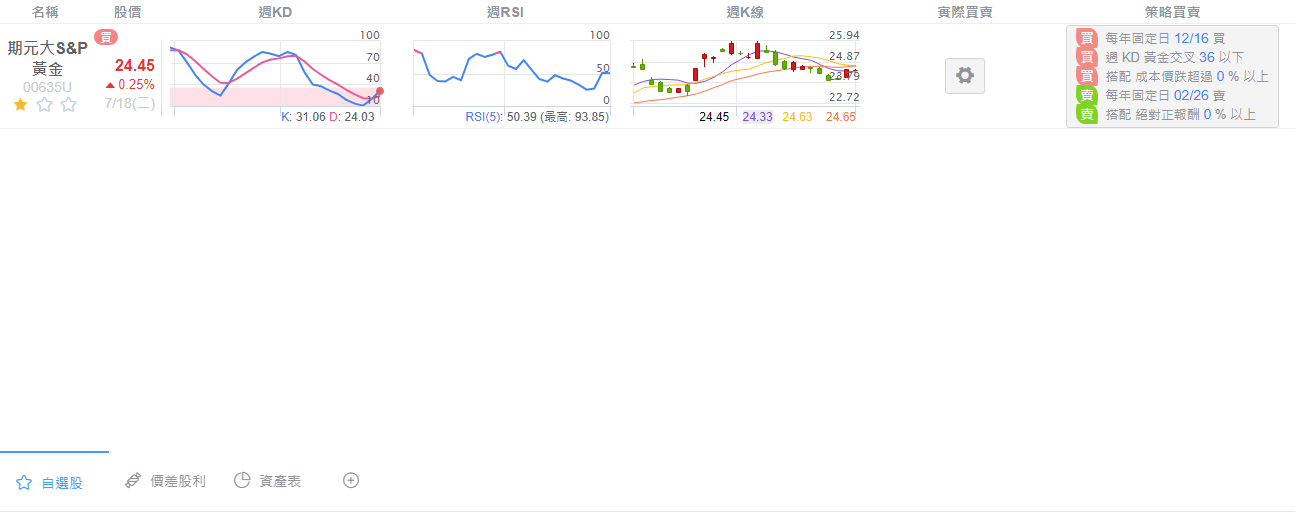 名稱
股價
週KD
週RSI
週K線
實際買賣
策略買賣
期元大S&P
黃金
00635U
買
24.45
0.25%
7/18(二)
100
70
40
10
K: 31.06 D: 24.03
100
50
0
RSI(5): 50.39 (最高: 93.85)
25.94
24.87
23.79
22.72
24.45
24.33
24.63
24.65
買 每年固定日 12/16 買
買 週 KD 黃金交叉 36 以下
買 搭配 成本價跌超過 0 % 以上
賣 每年固定日 02/26 賣
賣 搭配 絕對正報酬 0 % 以上
自選股
價差股利
資產表